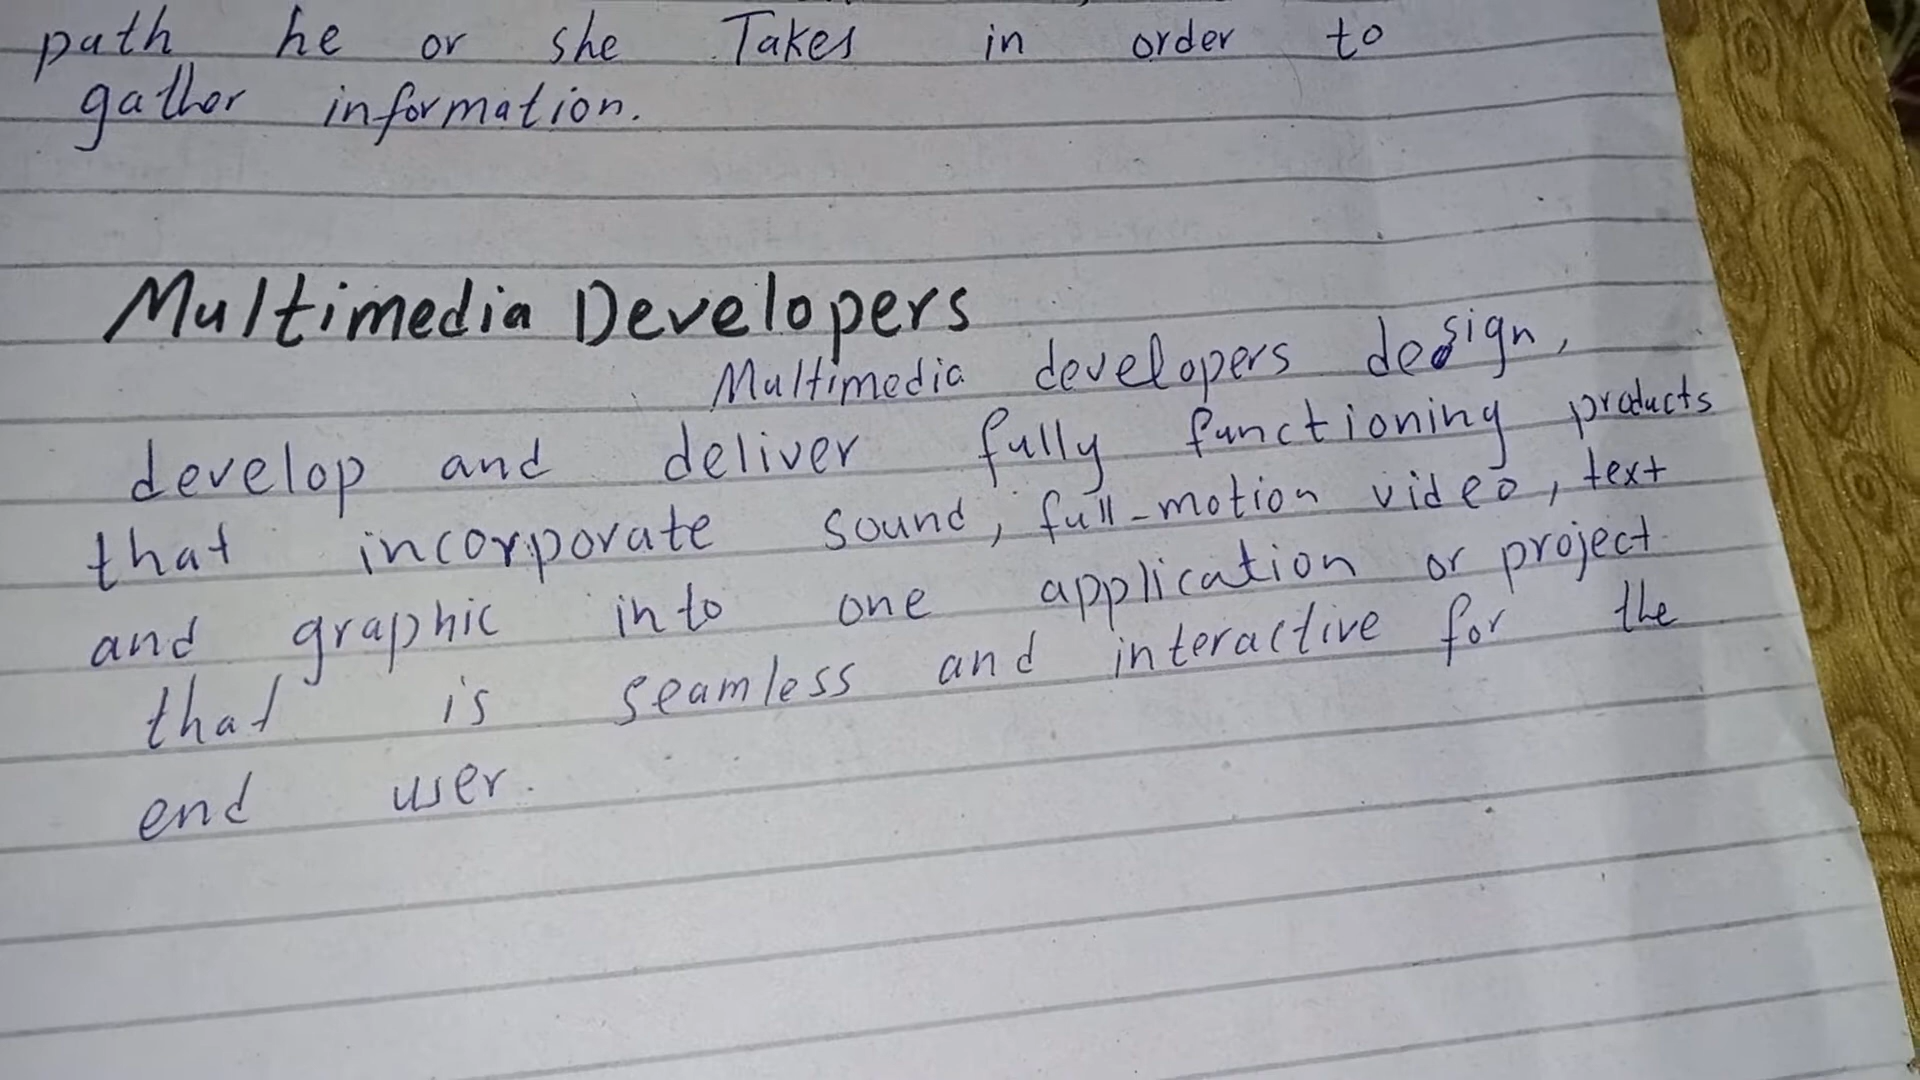 path he or she Takes in order to
gather information.
Multimedia Developers
Multimedia developers design,
develop and deliver fully functioning products
that incorporate sound, full-motion video, text
and graphic into one application or project
that is seamless and interactive for the
end user.